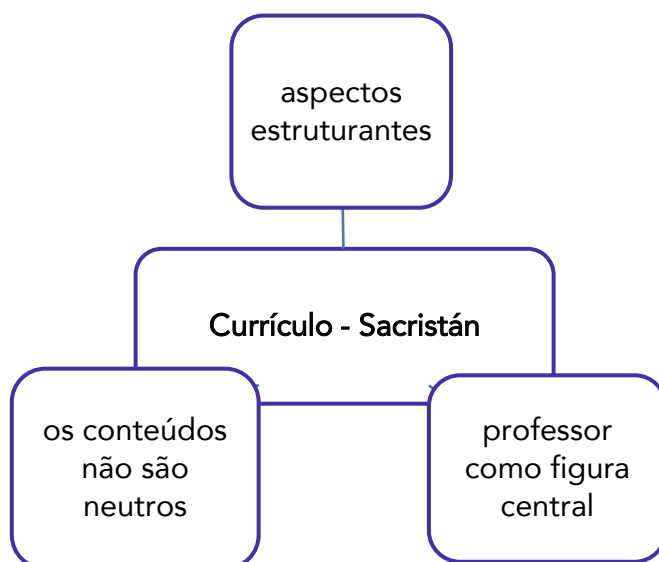 aspectos
estruturantes
Currículo - Sacristán
os conteúdos
não são
neutros
professor
como figura
central